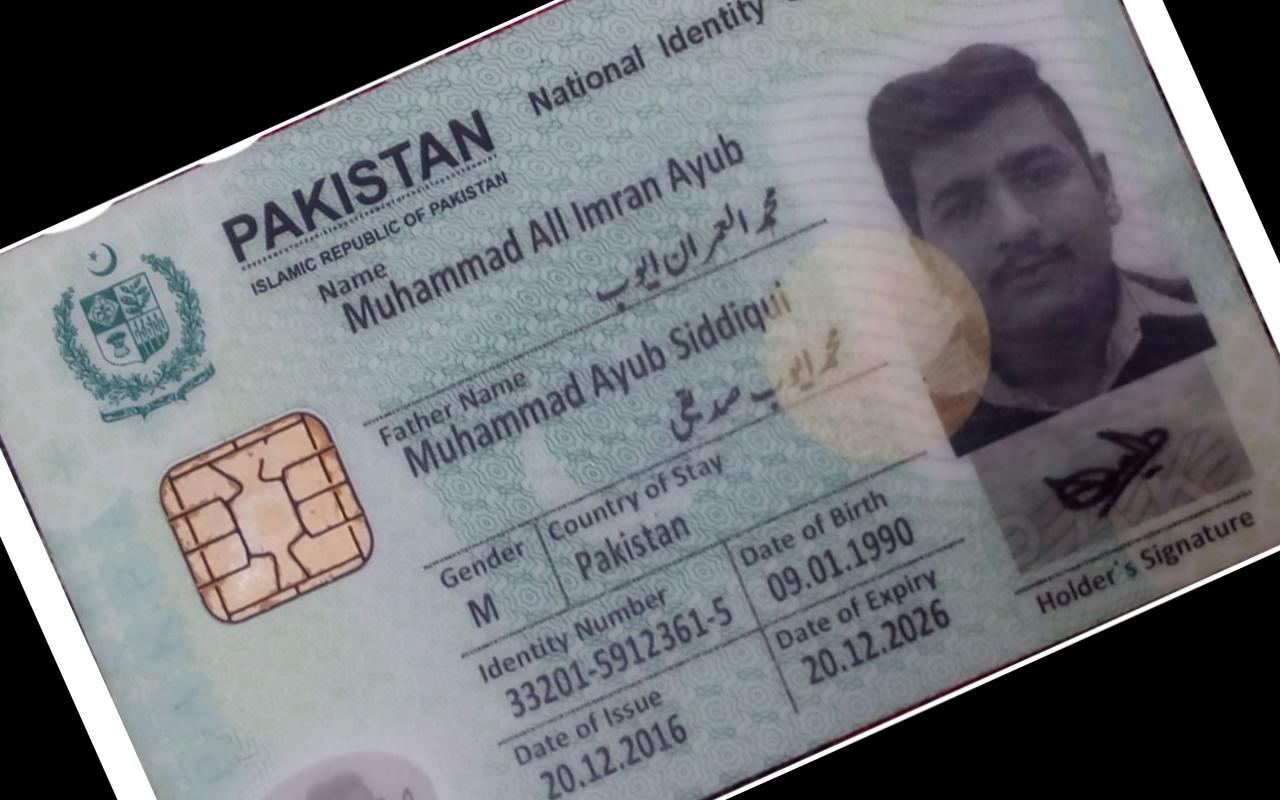 PAKISTAN
National Identity
ISLAMIC REPUBLIC OF PAKISTAN
Name
Muhammad All Imran Ayub
محمد العمران ایوب
Father Name
Muhammad Ayub Siddiqui
محمد ایوب صدیقی
Gender
Country of Stay
M
Pakistan
Identity Number
Date of Birth
33201-5912361-5
09.01.1990
Date of Issue
Date of Expiry
20.12.2016
20.12.2026
Holder's Signature